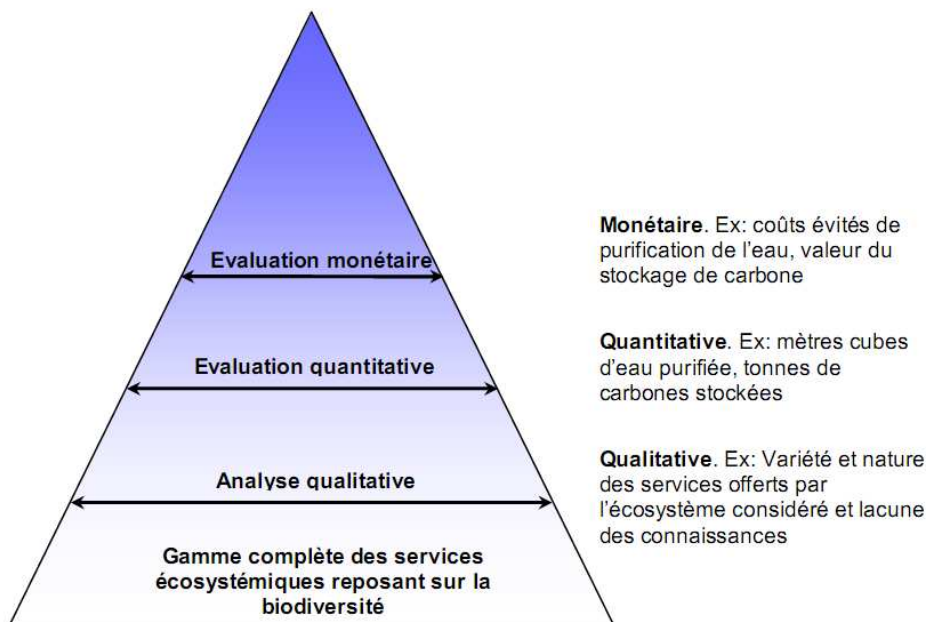 Evaluation monétaire
Monétaire. Ex: coûts évités de
purification de l'eau, valeur du
stockage de carbone
Evaluation quantitative
Quantitative. Ex: mètres cubes
d'eau purifiée, tonnes de
carbones stockées
Analyse qualitative
Qualitative. Ex: Variété et nature
des services offerts par
l'écosystème considéré et lacune
des connaissances
Gamme complète des services
écosystémiques reposant sur la
biodiversité